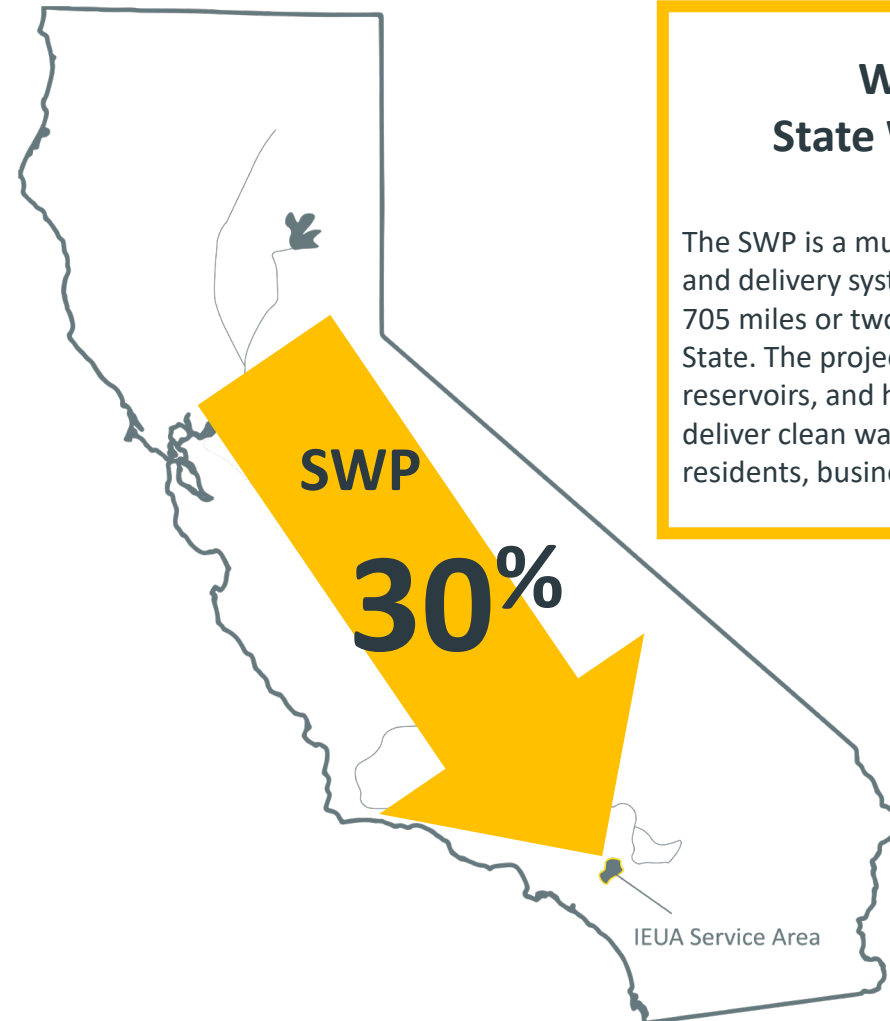 W
State W
The SWP is a mu
and delivery syst
705 miles or two
State. The projec
reservoirs, and h
deliver clean wa
residents, busine
SWP
30%
IEUA Service Area